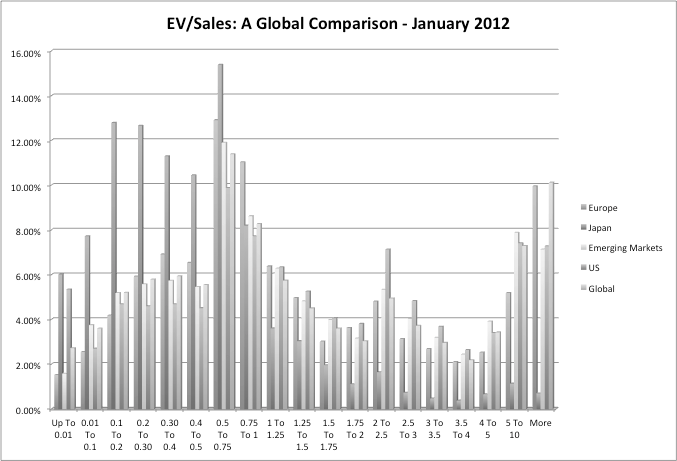 EV/Sales: A Global Comparison - January 2012
16.00%
14.00%
12.00%
10.00%
8.00%
6.00%
4.00%
2.00%
0.00%
Up To 0.01
0.01 To 0.1
0.1 To 0.2
0.2 To 0.30
0.30 To 0.4
0.4 To 0.5
0.5 To 0.75
0.75 To 1
1 To 1.25
1.25 To 1.5
1.5 To 1.75
1.75 To 2
2 To 2.5
2.5 To 3
3 To 3.5
3.5 To 4
4 To 5
5 To 10
More
Europe
Japan
Emerging Markets
US
Global